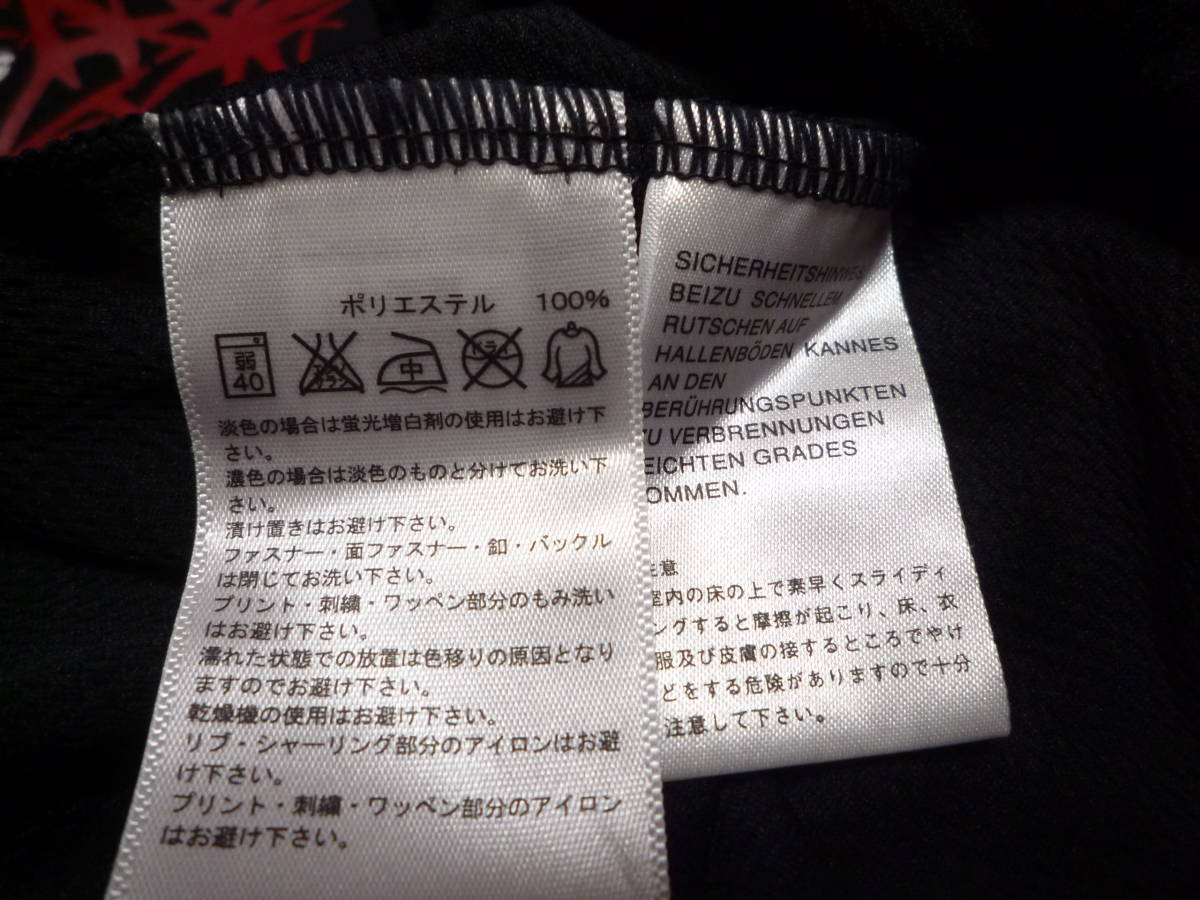 ポリエステル 100%
弱 40 エンソ サラシ 中 ドライ
淡色の場合は蛍光増白剤の使用はお避け下
さい。
濃色の場合は淡色のものと分けてお洗い下
さい。
漬け置きはお避け下さい。
ファスナー・面ファスナー・釦・バックル
は閉じてお洗い下さい。
プリント・刺繍・ワッペン部分のもみ洗い
はお避け下さい。
濡れた状態での放置は色移りの原因となり
ますのでお避け下さい。
乾燥機の使用はお避け下さい。
リブ・シャーリング部分のアイロンはお避
け下さい。
プリント・刺繍・ワッペン部分のアイロン
はお避け下さい。
SICHERHEITSHINWEIS
BEIZU SCHNELLEM
RUTSCHEN AUF
HALLENBÖDEN KANNES
AN DEN
BERÜHRUNGSPUNKTEN
ZU VERBRENNUNGEN
EICHTEN GRADES
OMMEN.
意
室内の床の上で素早くスライディ
ングすると摩擦が起こり、床、衣
服及び皮膚の接するところでやけ
どをする危険がありますので十分
注意して下さい。